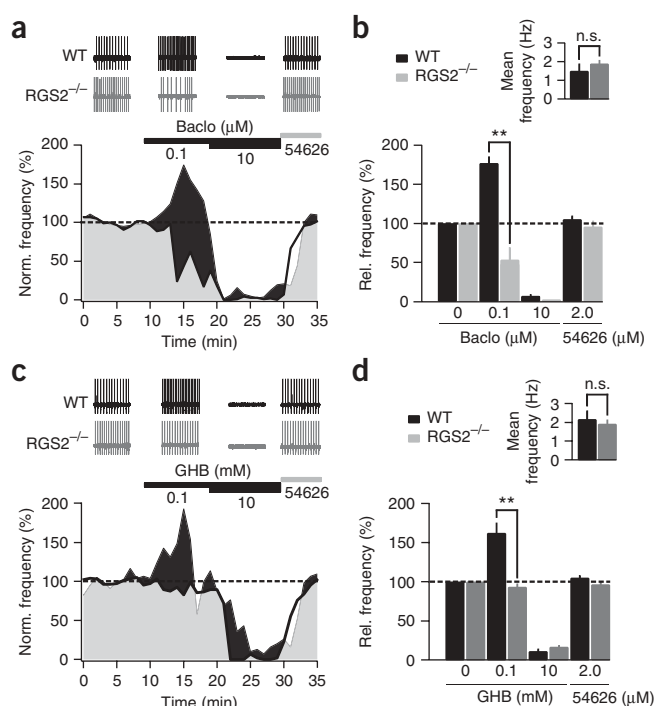 a
WT
RGS2–/–
Baclo (μM)
0.1
10
54626
Norm. frequency (%)
200
150
100
50
0
0 5 10 15 20 25 30 35
Time (min)
b
WT
RGS2–/–
Mean frequency (Hz)
3
2
1
0
n.s.
Rel. frequency (%)
200
150
100
50
0
**
0 0.1 10 2.0
Baclo (μM) 54626 (μM)
c
WT
RGS2–/–
GHB (mM)
0.1
10
54626
Norm. frequency (%)
200
150
100
50
0
0 5 10 15 20 25 30 35
Time (min)
d
WT
RGS2–/–
Mean frequency (Hz)
3
2
1
0
n.s.
Rel. frequency (%)
200
150
100
50
0
**
0 0.1 10 2.0
GHB (mM) 54626 (μM)